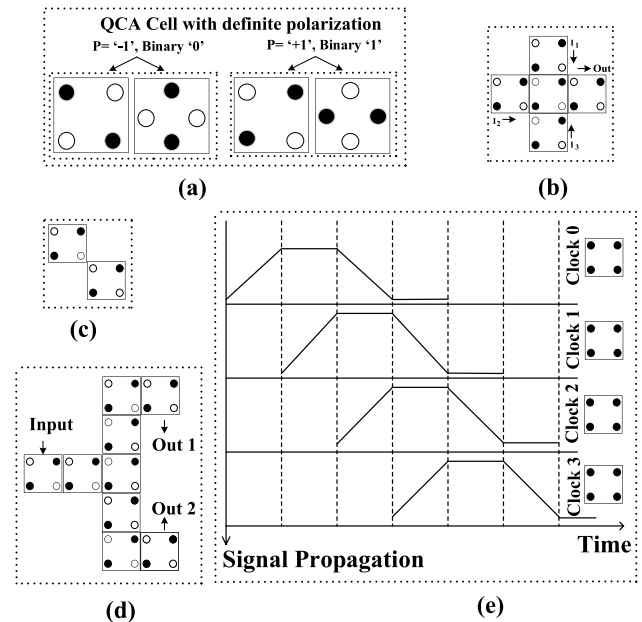 QCA Cell with definite polarization
P= ‘-1’, Binary ‘0’
P= ‘+1’, Binary ‘1’
(a)
I1
Out
I2
I3
(b)
(c)
Input
Out 1
Out 2
(d)
Clock 0
Clock 1
Clock 2
Clock 3
Signal Propagation
Time
(e)